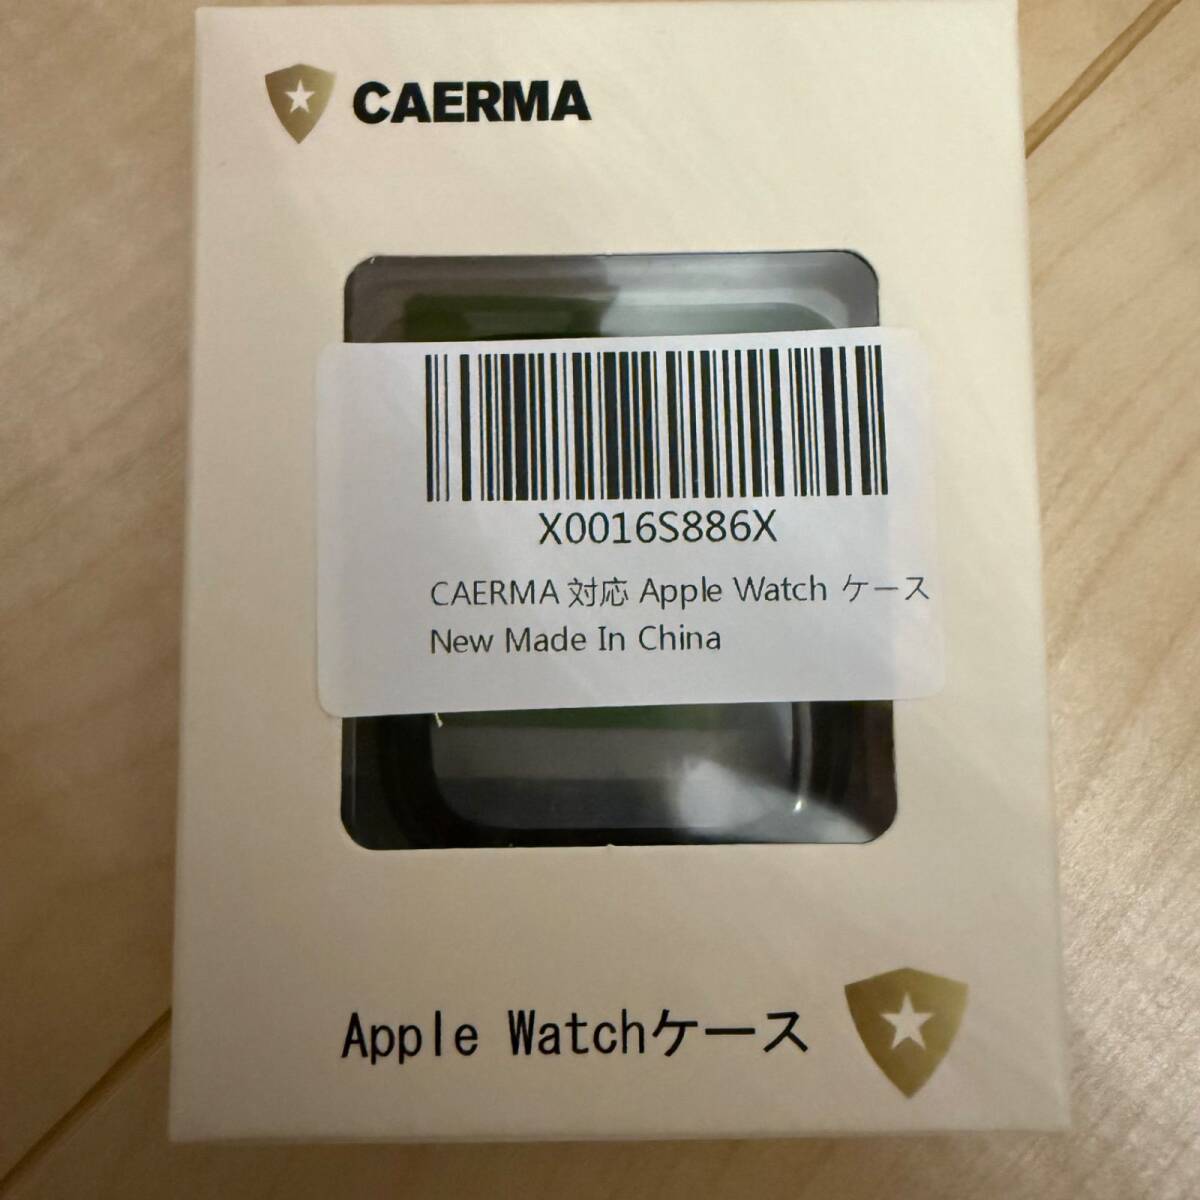 CAERMA
X0016S886X
CAERMA 対応 Apple Watch ケース
New Made In China
Apple Watchケース